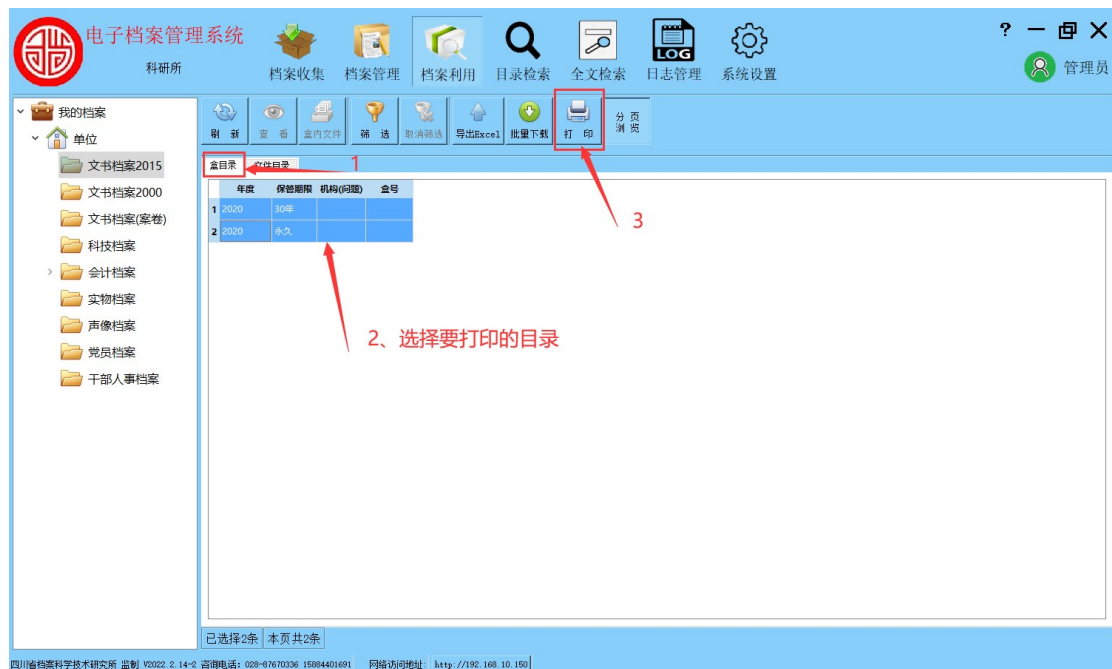 电子档案管理系统
科研所
档案收集 档案管理 档案利用 目录检索 全文检索 LOG 日志管理 系统设置
? 管理员
我的档案
单位
文书档案2015
文书档案2000
文书档案(案卷)
科技档案
会计档案
实物档案
声像档案
党员档案
干部人事档案
刷 新 查 看 盒内文件 筛 选 取消筛选 导出Excel 批量下载 打 印 分 页
浏 览
盒目录 文件目录 1
3
年度 保管期限 机构(问题) 盒号
1 2020 30年
2 2020 永久
2、选择要打印的目录
已选择2条 本页共2条
四川省档案科学技术研究所 监制 V2022.2.14-2 咨询电话:028-87670336 15884401691 网络访问地址: http://192.168.10.150